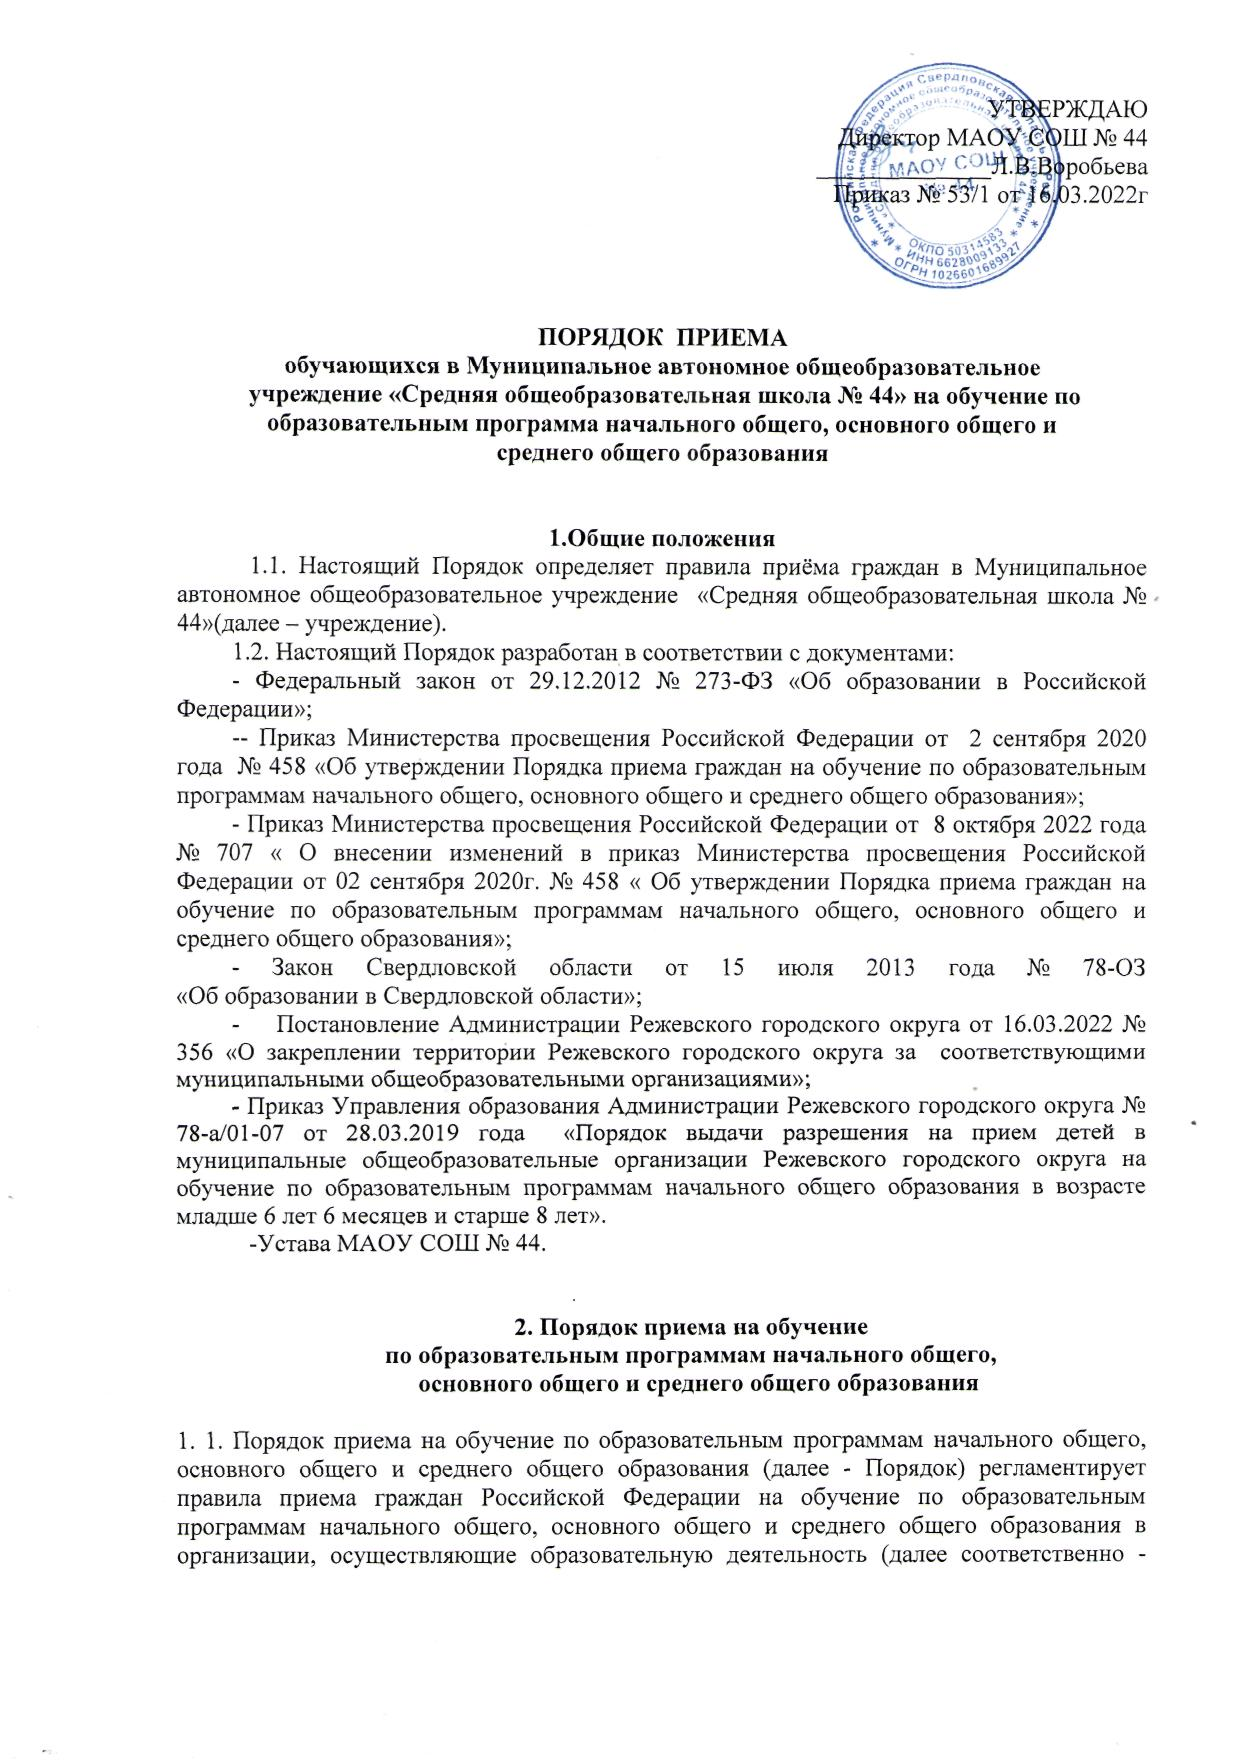 УТВЕРЖДАЮ
Директор МАОУ СОШ № 44
______________Л.В.Воробьева
Приказ № 53/1 от 16.03.2022г
МАОУ СОШ
№ 44
ОКПО 50314583
ИНН 6628009133
ОГРН 1026601689927
ПОРЯДОК  ПРИЕМА
обучающихся в Муниципальное автономное общеобразовательное
учреждение «Средняя общеобразовательная школа № 44» на обучение по
образовательным программа начального общего, основного общего и
среднего общего образования
1.Общие положения
1.1. Настоящий Порядок определяет правила приёма граждан в Муниципальное
автономное общеобразовательное учреждение  «Средняя общеобразовательная школа №
44»(далее – учреждение).
1.2. Настоящий Порядок разработан в соответствии с документами:
- Федеральный закон от 29.12.2012 № 273-ФЗ «Об образовании в Российской
Федерации»;
-- Приказ Министерства просвещения Российской Федерации от  2 сентября 2020
года  № 458 «Об утверждении Порядка приема граждан на обучение по образовательным
программам начального общего, основного общего и среднего общего образования»;
- Приказ Министерства просвещения Российской Федерации от  8 октября 2022 года
№ 707 « О внесении изменений в приказ Министерства просвещения Российской
Федерации от 02 сентября 2020г. № 458 « Об утверждении Порядка приема граждан на
обучение по образовательным программам начального общего, основного общего и
среднего общего образования»;
- Закон Свердловской области от 15 июля 2013 года № 78-ОЗ
«Об образовании в Свердловской области»;
- Постановление Администрации Режевского городского округа от 16.03.2022 №
356 «О закреплении территории Режевского городского округа за  соответствующими
муниципальными общеобразовательными организациями»;
- Приказ Управления образования Администрации Режевского городского округа №
78-а/01-07 от 28.03.2019 года  «Порядок выдачи разрешения на прием детей в
муниципальные общеобразовательные организации Режевского городского округа на
обучение по образовательным программам начального общего образования в возрасте
младше 6 лет 6 месяцев и старше 8 лет».
-Устава МАОУ СОШ № 44.
2. Порядок приема на обучение
по образовательным программам начального общего,
основного общего и среднего общего образования
1. 1. Порядок приема на обучение по образовательным программам начального общего,
основного общего и среднего общего образования (далее - Порядок) регламентирует
правила приема граждан Российской Федерации на обучение по образовательным
программам начального общего, основного общего и среднего общего образования в
организации, осуществляющие образовательную деятельность (далее соответственно -